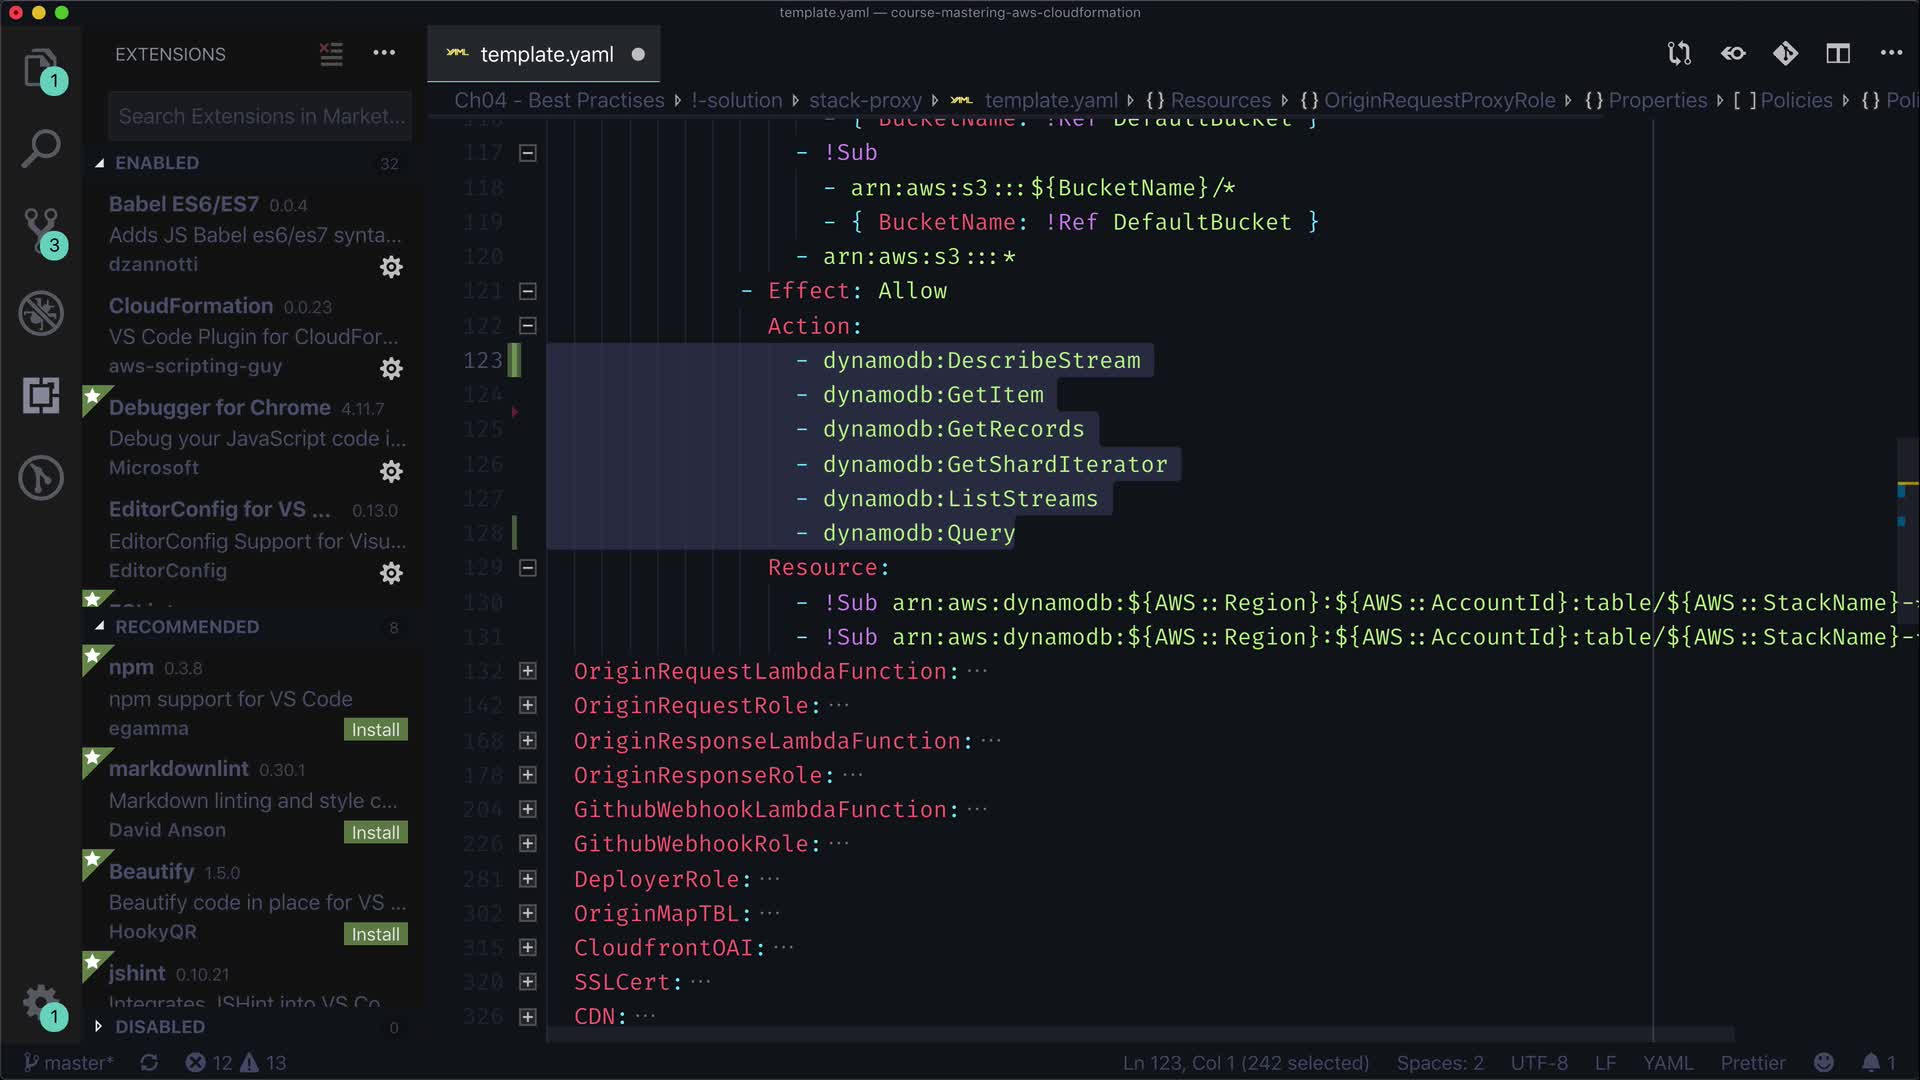 template.yaml — course-mastering-aws-cloudformation
EXTENSIONS
Search Extensions in Market...
ENABLED 32
Babel ES6/ES7 0.0.4
Adds JS Babel es6/es7 synta...
dzannotti
CloudFormation 0.0.23
VS Code Plugin for CloudFor...
aws-scripting-guy
Debugger for Chrome 4.11.7
Debug your JavaScript code i...
Microsoft
EditorConfig for VS ... 0.13.0
EditorConfig Support for Visu...
EditorConfig
RECOMMENDED 8
npm 0.3.8
npm support for VS Code
egamma Install
markdownlint 0.30.1
Markdown linting and style c...
David Anson Install
Beautify 1.5.0
Beautify code in place for VS ...
HookyQR Install
jshint 0.10.21
Integrates JSHint into VS Co
DISABLED 0
1
3
1
YAML template.yaml
Ch04 - Best Practises !-solution stack-proxy YAML template.yaml {} Resources {} OriginRequestProxyRole {} Properties [ ] Policies {} Poli
- { BucketName: !Ref DefaultBucket }
117 - !Sub
118 - arn:aws:s3:::${BucketName}/*
119 - { BucketName: !Ref DefaultBucket }
120 - arn:aws:s3:::*
121 - Effect: Allow
122 Action:
123 - dynamodb:DescribeStream
124 - dynamodb:GetItem
125 - dynamodb:GetRecords
126 - dynamodb:GetShardIterator
127 - dynamodb:ListStreams
128 - dynamodb:Query
129 Resource:
130 - !Sub arn:aws:dynamodb:${AWS::Region}:${AWS::AccountId}:table/${AWS::StackName}-
131 - !Sub arn:aws:dynamodb:${AWS::Region}:${AWS::AccountId}:table/${AWS::StackName}-
132 OriginRequestLambdaFunction: ...
142 OriginRequestRole: ...
168 OriginResponseLambdaFunction: ...
178 OriginResponseRole: ...
204 GithubWebhookLambdaFunction: ...
226 GithubWebhookRole: ...
281 DeployerRole: ...
302 OriginMapTBL: ...
315 CloudfrontOAI: ...
320 SSLCert: ...
326 CDN: ...
master* 12 13 Ln 123, Col 1 (242 selected) Spaces: 2 UTF-8 LF YAML Prettier 1